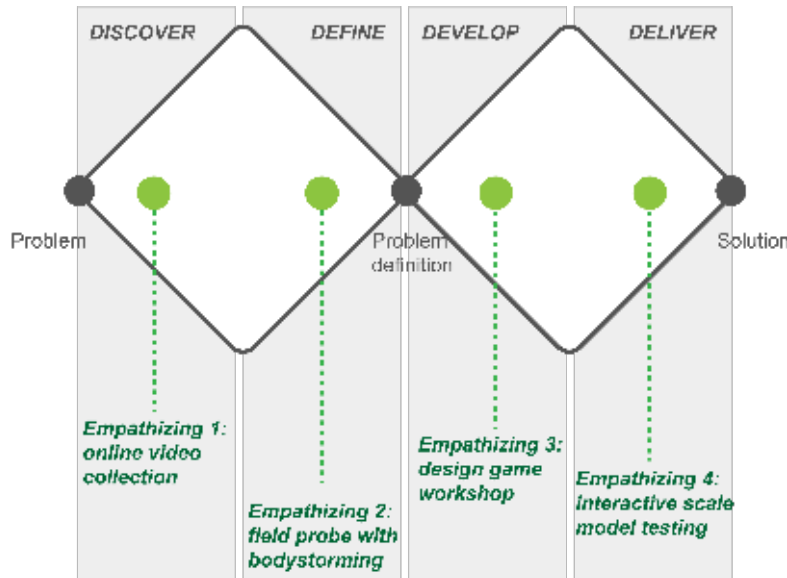 DISCOVER
DEFINE
DEVELOP
DELIVER
Problem
Problem
definition
Solution
Empathizing 1:
online video
collection
Empathizing 2:
field probe with
bodystorming
Empathizing 3:
design game
workshop
Empathizing 4:
interactive scale
model testing